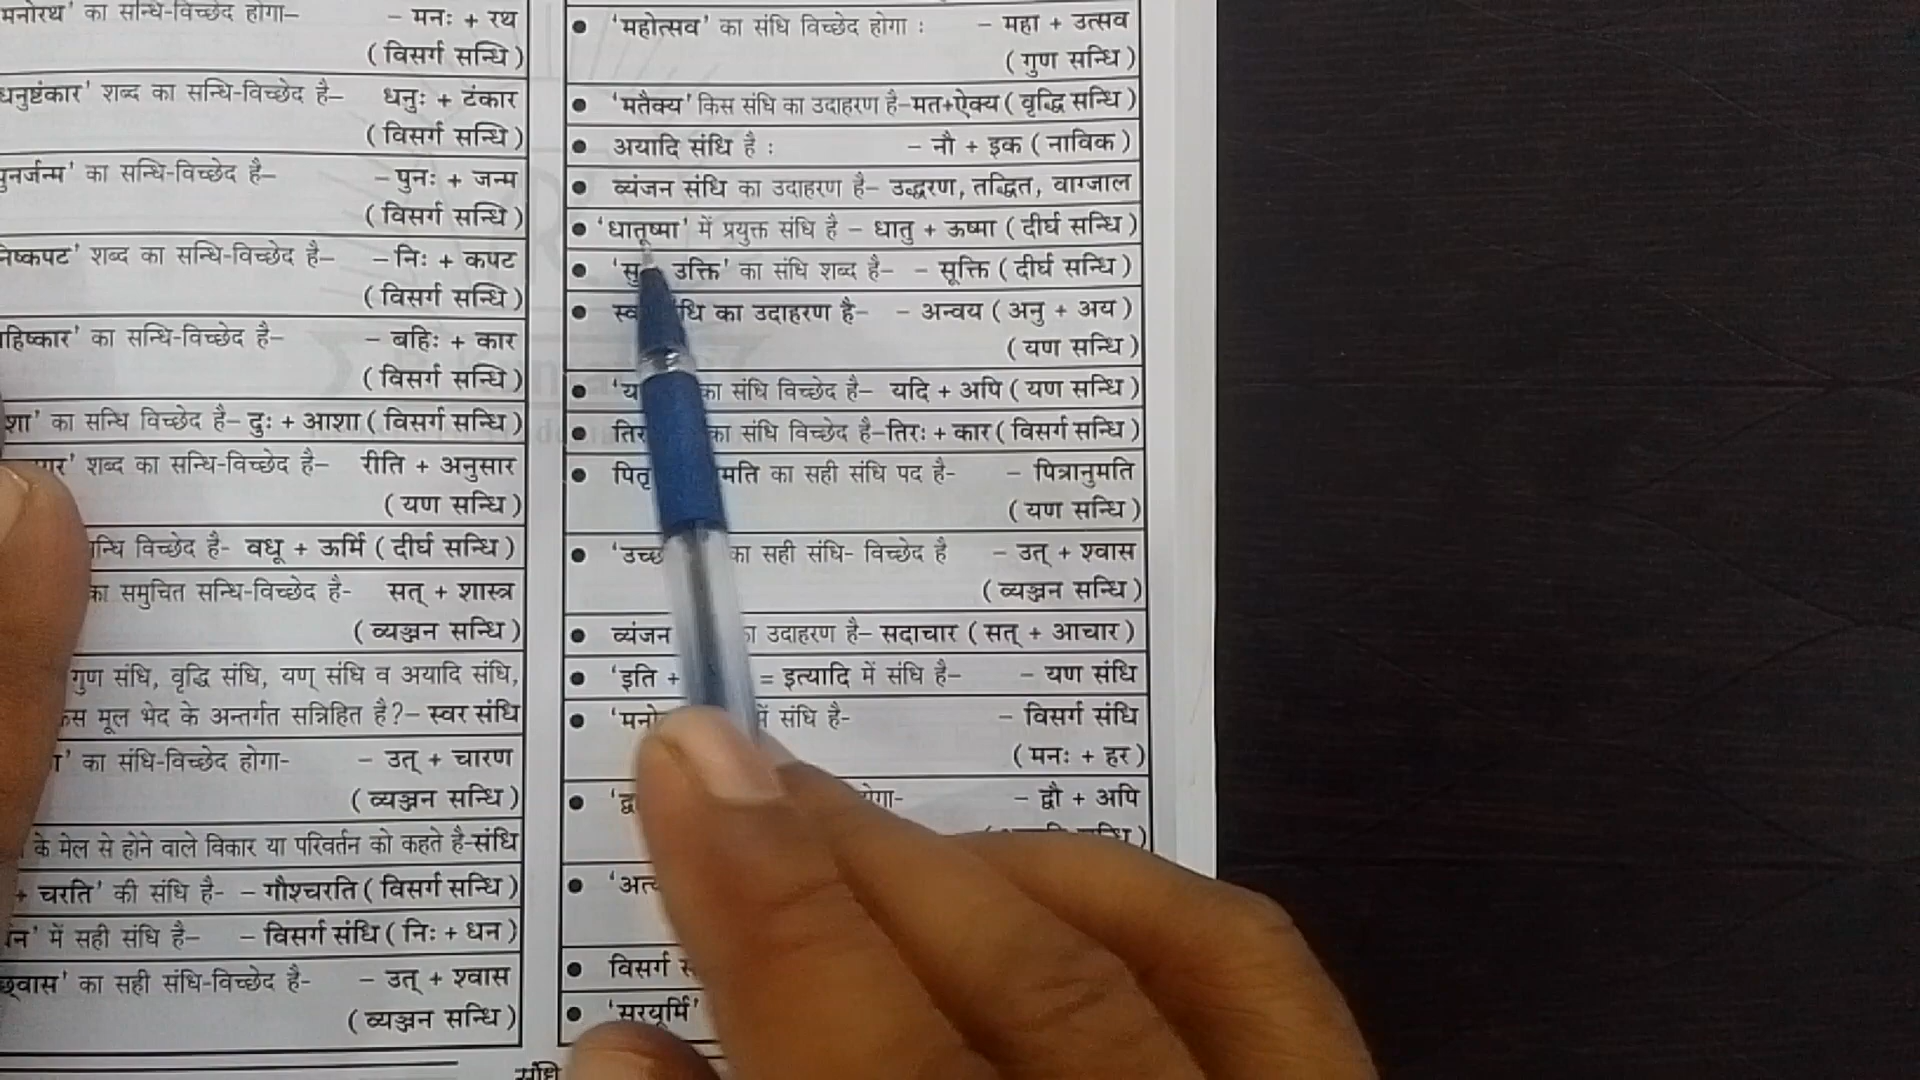 मनोरथ' का सन्धि-विच्छेद होगा– – मनः + रथ
( विसर्ग सन्धि )
धनुष्टंकार' शब्द का सन्धि-विच्छेद है– धनुः + टंकार
( विसर्ग सन्धि )
पुनर्जन्म' का सन्धि-विच्छेद है– – पुनः + जन्म
( विसर्ग सन्धि )
निष्कपट' शब्द का सन्धि-विच्छेद है– – निः + कपट
( विसर्ग सन्धि )
बहिष्कार' का सन्धि-विच्छेद है– – बहिः + कार
( विसर्ग सन्धि )
शा' का सन्धि विच्छेद है– दुः + आशा ( विसर्ग सन्धि )
शब्द का सन्धि-विच्छेद है– रीति + अनुसार
( यण सन्धि )
न्धि विच्छेद है- वधू + ऊर्मि ( दीर्घ सन्धि )
का समुचित सन्धि-विच्छेद है- सत् + शास्त्र
( व्यञ्जन सन्धि )
गुण संधि, वृद्धि संधि, यण् संधि व अयादि संधि,
मूल भेद के अन्तर्गत सन्निहित है?– स्वर संधि
' का संधि-विच्छेद होगा- – उत् + चारण
( व्यञ्जन सन्धि )
के मेल से होने वाले विकार या परिवर्तन को कहते है-संधि
+ चरति' की संधि है- – गौश्चरति ( विसर्ग सन्धि )
न' में सही संधि है– – विसर्ग संधि ( निः + धन )
छ्वास' का सही संधि-विच्छेद है- – उत् + श्वास
( व्यञ्जन सन्धि )
● 'महोत्सव' का संधि विच्छेद होगा : – महा + उत्सव
( गुण सन्धि )
● 'मतैक्य' किस संधि का उदाहरण है–मत+ऐक्य ( वृद्धि सन्धि )
● अयादि संधि है : – नौ + इक ( नाविक )
● व्यंजन संधि का उदाहरण है– उद्धरण, तद्धित, वाग्जाल
● 'धातूष्मा' में प्रयुक्त संधि है – धातु + ऊष्मा ( दीर्घ सन्धि )
● 'सु उक्ति' का संधि शब्द है– – सूक्ति ( दीर्घ सन्धि )
● स्व धि का उदाहरण है– – अन्वय ( अनु + अय )
( यण सन्धि )
● 'य का संधि विच्छेद है– यदि + अपि ( यण सन्धि )
● तिर का संधि विच्छेद है–तिरः + कार ( विसर्ग सन्धि )
● पितृ मति का सही संधि पद है- – पित्रानुमति
( यण सन्धि )
● 'उच्छ का सही संधि- विच्छेद है – उत् + श्वास
( व्यञ्जन सन्धि )
● व्यंजन का उदाहरण है– सदाचार ( सत् + आचार )
● 'इति + = इत्यादि में संधि है– – यण संधि
● 'मनो में संधि है- – विसर्ग संधि
( मनः + हर )
● 'द्व होगा- – द्वौ + अपि
● 'अत्
● विसर्ग
● 'सरयूर्मि'
संधि